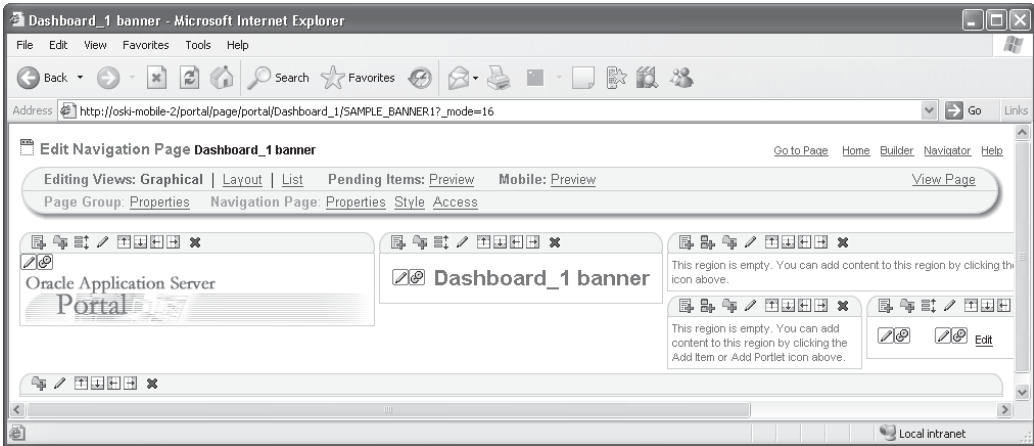 Dashboard_1 banner - Microsoft Internet Explorer
File Edit View Favorites Tools Help
Back Search Favorites
Address http://oski-mobile-2/portal/page/portal/Dashboard_1/SAMPLE_BANNER1?_mode=16 Go Links
Edit Navigation Page Dashboard_1 banner Go to Page Home Builder Navigator Help
Editing Views: Graphical | Layout | List Pending Items: Preview Mobile: Preview View Page
Page Group: Properties Navigation Page: Properties Style Access
Oracle Application Server
Portal
Dashboard_1 banner
This region is empty. You can add content to this region by clicking the
icon above.
This region is empty. You can add
content to this region by clicking the
Add Item or Add Portlet icon above.
Edit
Local intranet